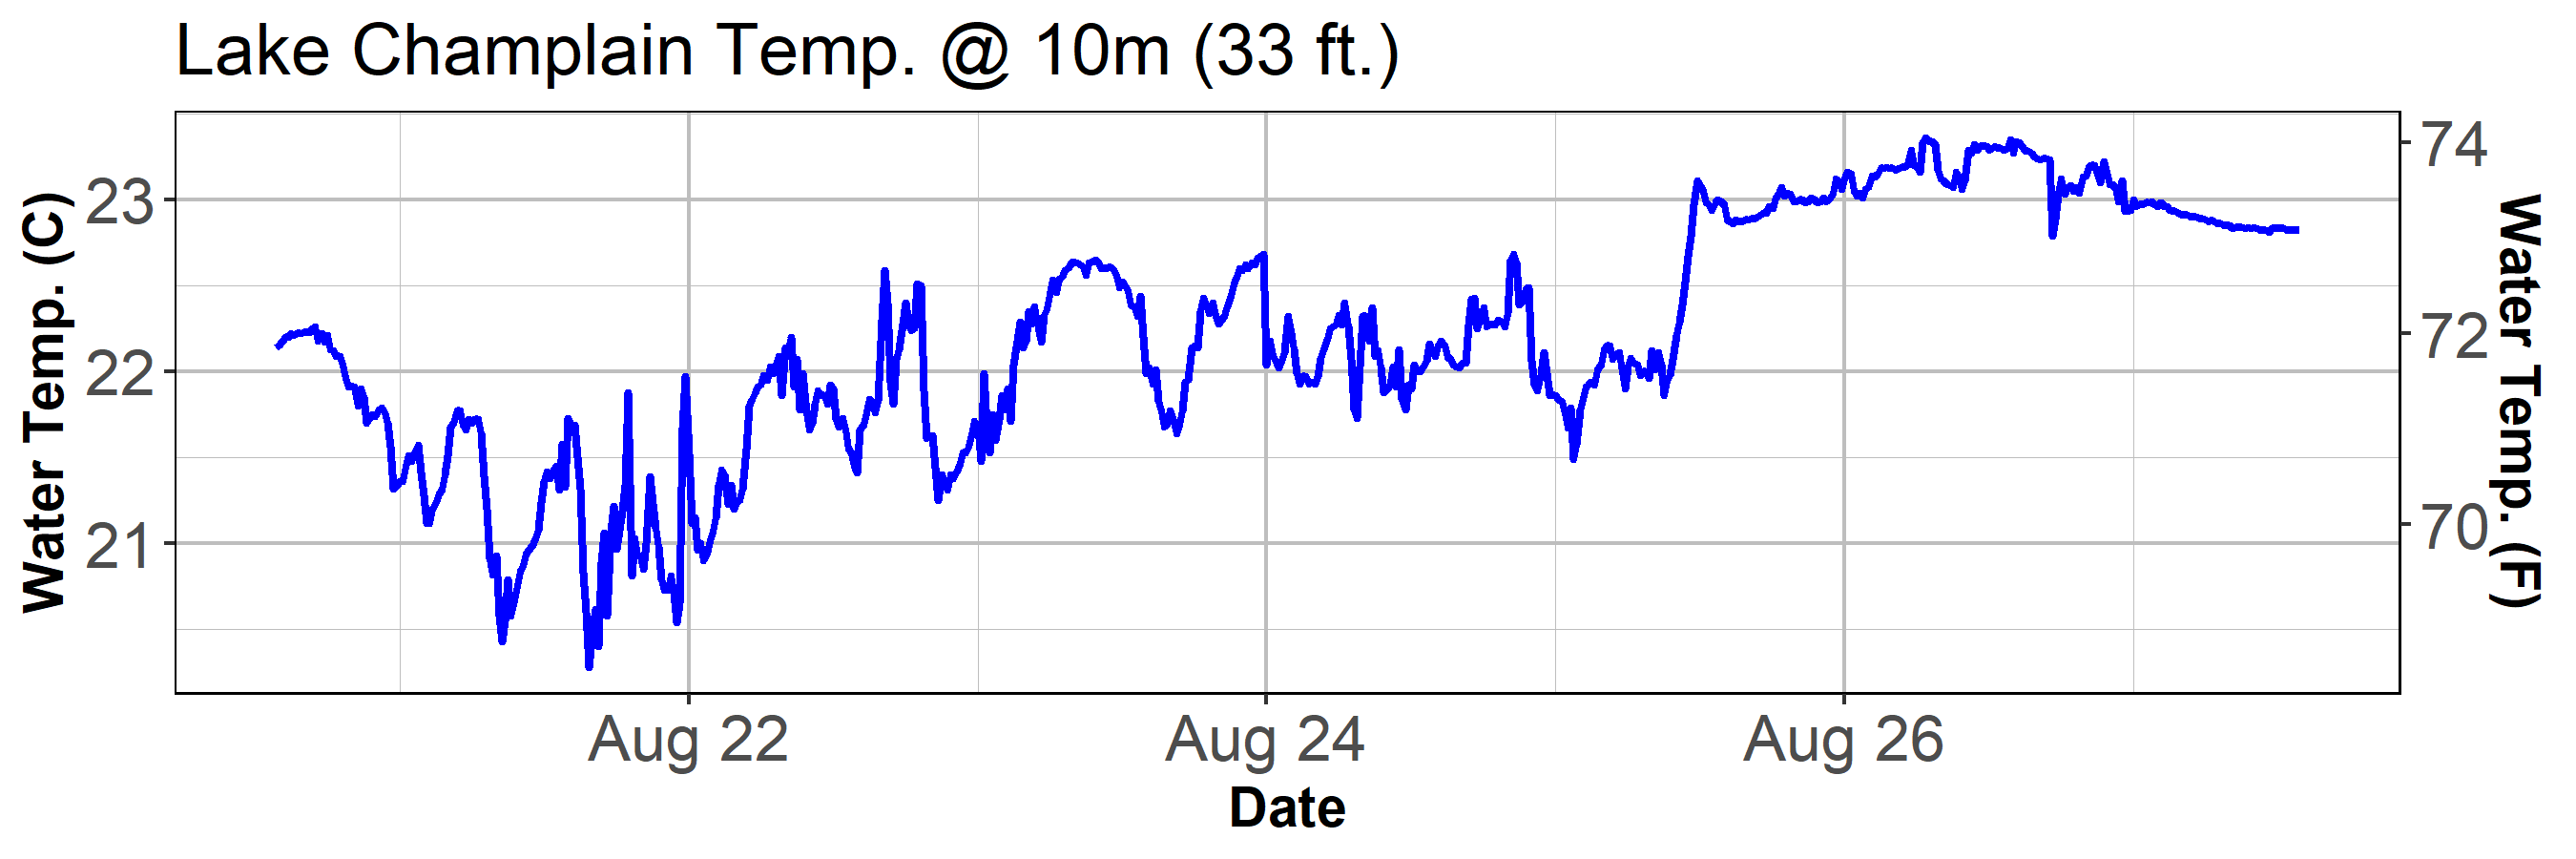 Lake Champlain Temp. @ 10m (33 ft.)
Water Temp. (C)
23
22
21
74
72
70
Water Temp. (F)
Aug 22
Aug 24
Aug 26
Date